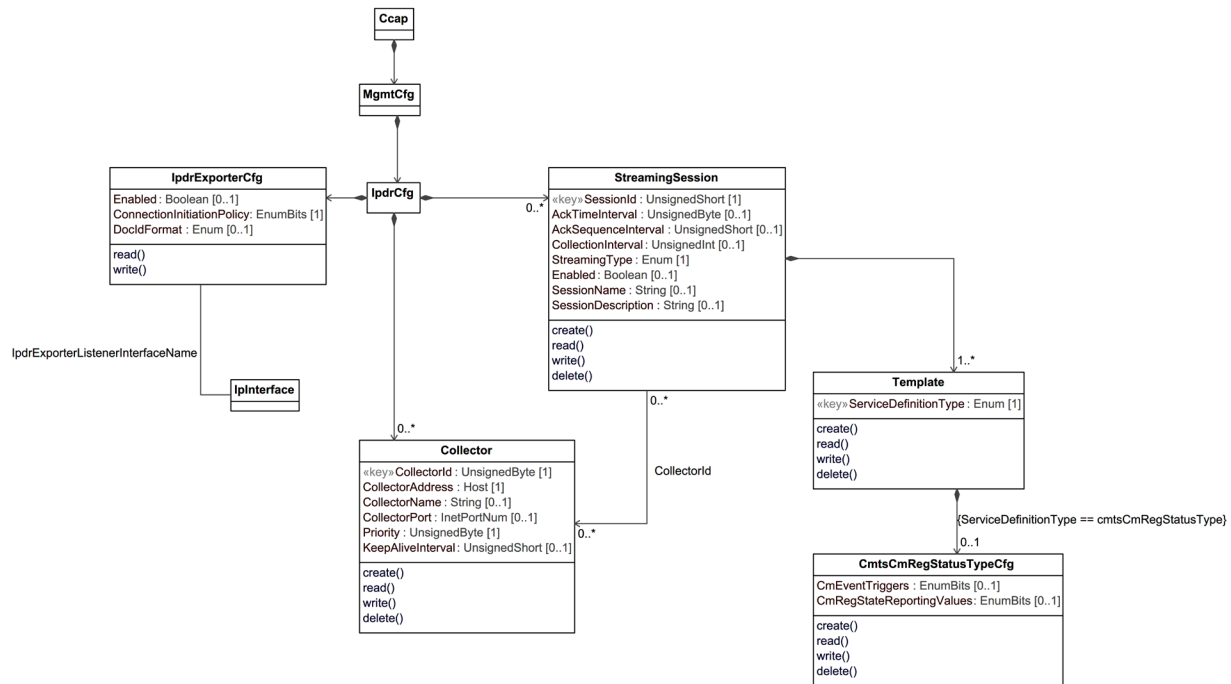 Ccap
MgmtCfg
IpdrCfg
IpdrExporterCfg
Enabled : Boolean [0..1]
ConnectionInitiationPolicy: EnumBits [1]
DocIdFormat : Enum [0..1]
read()
write()
IpdrExporterListenerInterfaceName
IpInterface
StreamingSession
«key»SessionId : UnsignedShort [1]
AckTimeInterval : UnsignedByte [0..1]
AckSequenceInterval : UnsignedShort [0..1]
CollectionInterval : UnsignedInt [0..1]
StreamingType : Enum [1]
Enabled : Boolean [0..1]
SessionName : String [0..1]
SessionDescription : String [0..1]
create()
read()
write()
delete()
0..*
0..*
CollectorId
0..*
0..*
Collector
«key»CollectorId : UnsignedByte [1]
CollectorAddress : Host [1]
CollectorName : String [0..1]
CollectorPort : InetPortNum [0..1]
Priority : UnsignedByte [1]
KeepAliveInterval: UnsignedShort [0..1]
create()
read()
write()
delete()
1..*
Template
«key»ServiceDefinitionType : Enum [1]
create()
read()
write()
delete()
{ServiceDefinitionType == cmtsCmRegStatusType}
0..1
CmtsCmRegStatusTypeCfg
CmEventTriggers : EnumBits [0..1]
CmRegStateReportingValues: EnumBits [0..1]
create()
read()
write()
delete()